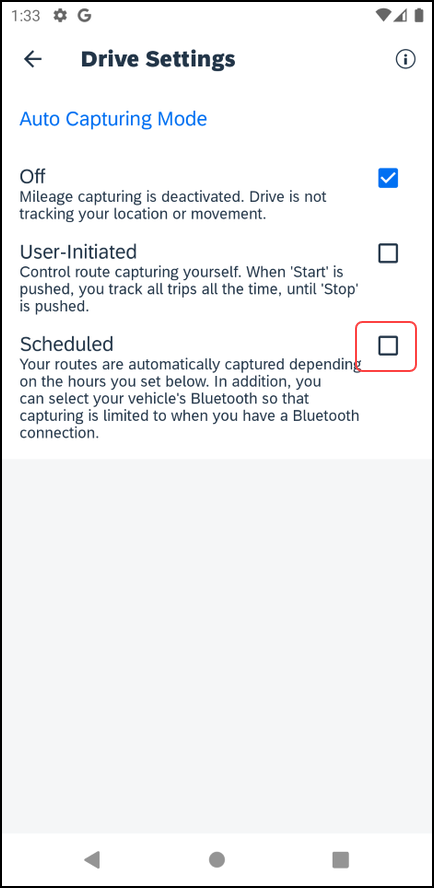 1:33 G
Drive Settings
Auto Capturing Mode
Off
Mileage capturing is deactivated. Drive is not
tracking your location or movement.
User-Initiated
Control route capturing yourself. When 'Start' is
pushed, you track all trips all the time, until 'Stop'
is pushed.
Scheduled
Your routes are automatically captured depending
on the hours you set below. In addition, you
can select your vehicle's Bluetooth so that
capturing is limited to when you have a Bluetooth
connection.